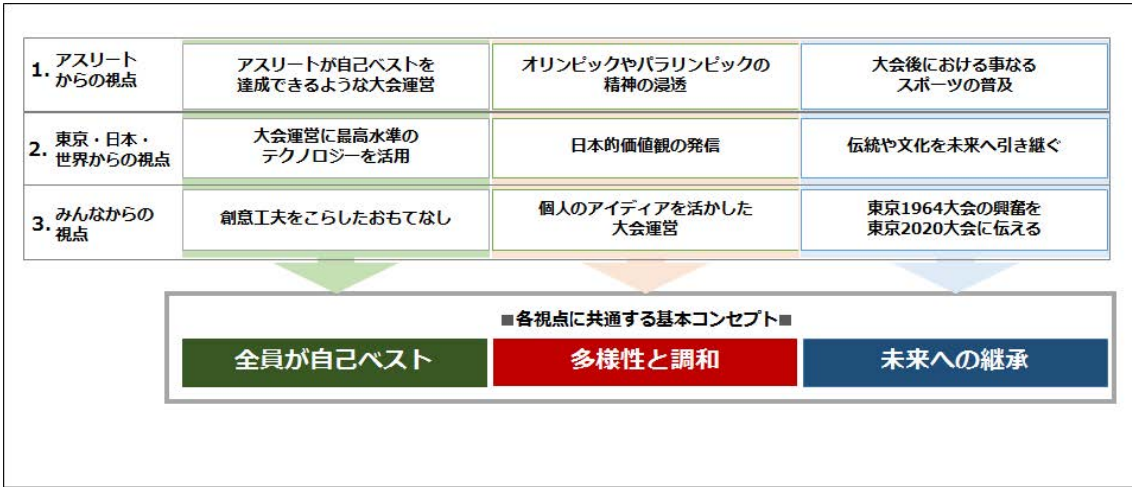 1. アスリート
からの視点
アスリートが自己ベストを
達成できるような大会運営
オリンピックやパラリンピックの
精神の浸透
大会後における事なる
スポーツの普及
2. 東京・日本・
世界からの視点
大会運営に最高水準の
テクノロジーを活用
日本的価値観の発信
伝統や文化を未来へ引き継ぐ
3. みんなからの
視点
創意工夫をこらしたおもてなし
個人のアイディアを活かした
大会運営
東京1964大会の興奮を
東京2020大会に伝える
■各視点に共通する基本コンセプト■
全員が自己ベスト
多様性と調和
未来への継承